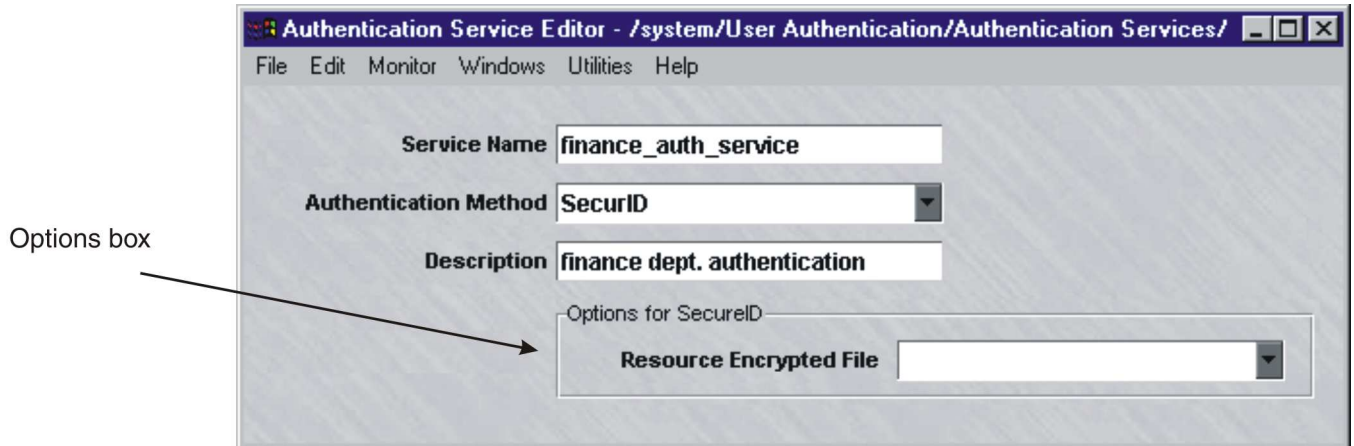 Authentication Service Editor - /system/User Authentication/Authentication Services/
File Edit Monitor Windows Utilities Help
Service Name finance_auth_service
Authentication Method SecurID
Options box
Description finance dept. authentication
Options for SecureID
Resource Encrypted File